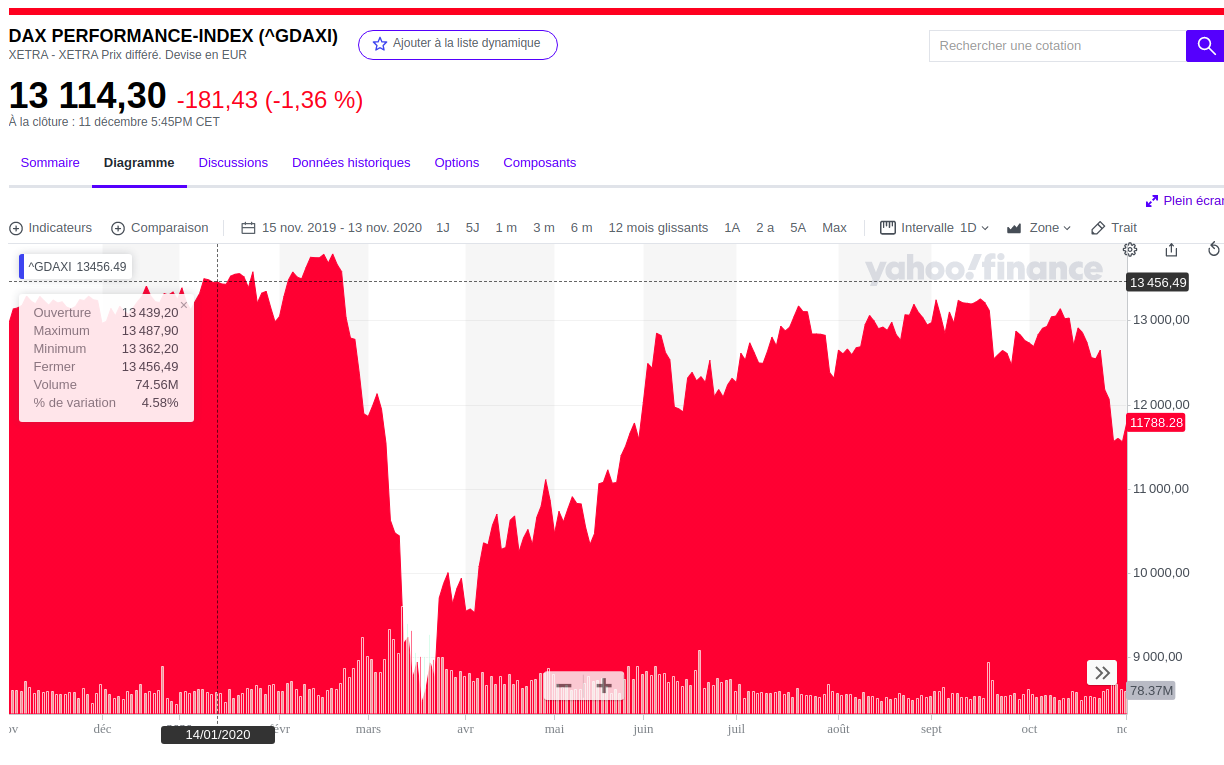 DAX PERFORMANCE-INDEX (^GDAXI)
XETRA - XETRA Prix différé. Devise en EUR
Ajouter à la liste dynamique
Rechercher une cotation
13 114,30 -181,43 (-1,36 %)
À la clôture : 11 décembre 5:45PM CET
Sommaire Diagramme Discussions Données historiques Options Composants
Plein écran
Indicateurs Comparaison 15 nov. 2019 - 13 nov. 2020 1J 5J 1 m 3 m 6 m 12 mois glissants 1A 2 a 5A Max Intervalle 1D Zone Trait
^GDAXI 13456.49
yahoo!finance
13 456,49
Ouverture 13 439,20
Maximum 13 487,90
Minimum 13 362,20
Fermer 13 456,49
Volume 74.56M
% de variation 4.58%
13 000,00
12 000,00
11788.28
11 000,00
10 000,00
9 000,00
78.37M
ov déc févr mars avr mai juin juil août sept oct no
14/01/2020